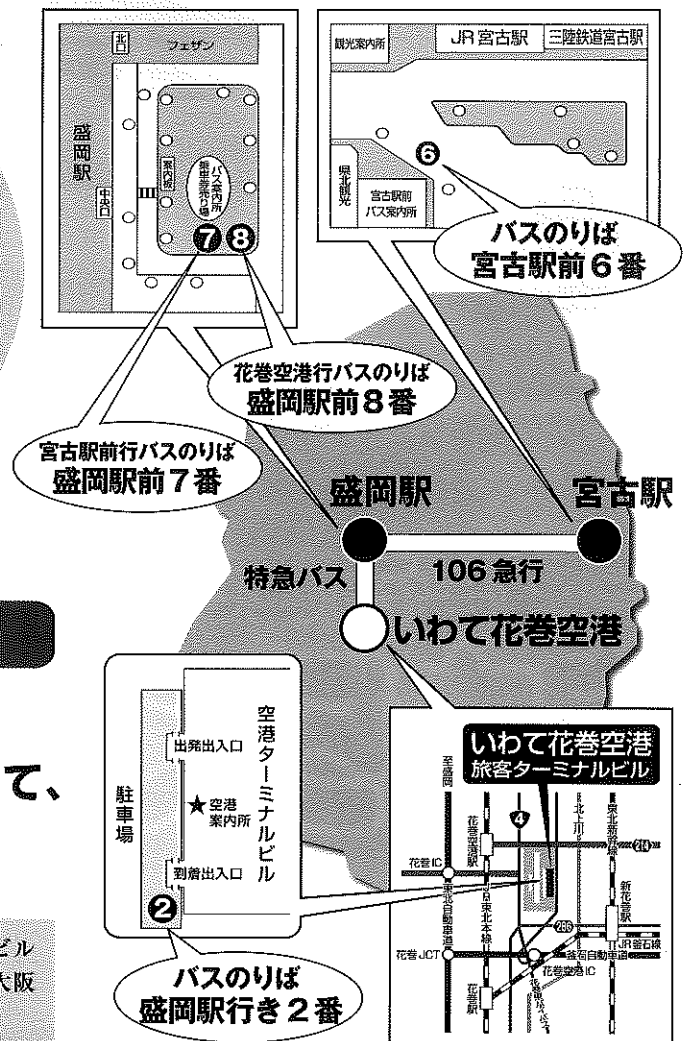 北口
フェザン
盛岡駅
中央口
案内板
バス案内所
乗車券売り場
7
8
観光案内所
JR宮古駅
三陸鉄道宮古駅
6
県北観光
宮古駅前
バス案内所
バスのりば
宮古駅前6番
花巻空港行バスのりば
盛岡駅前8番
宮古駅前行バスのりば
盛岡駅前7番
盛岡駅
宮古駅
特急バス
106急行
いわて花巻空港
て、
ビル
大阪
駐車場
出発出入口
空港
案内所
到着出入口
空港ターミナルビル
2
バスのりば
盛岡駅行き2番
いわて花巻空港
旅客ターミナルビル
至盛岡
花巻空港駅
4
北上川
東北新幹線
214
花巻IC
東北自動車道
JR東北本線
新花巻駅
286
JR釜石線
花巻JCT
釜石自動車道
花巻空港IC
花巻駅